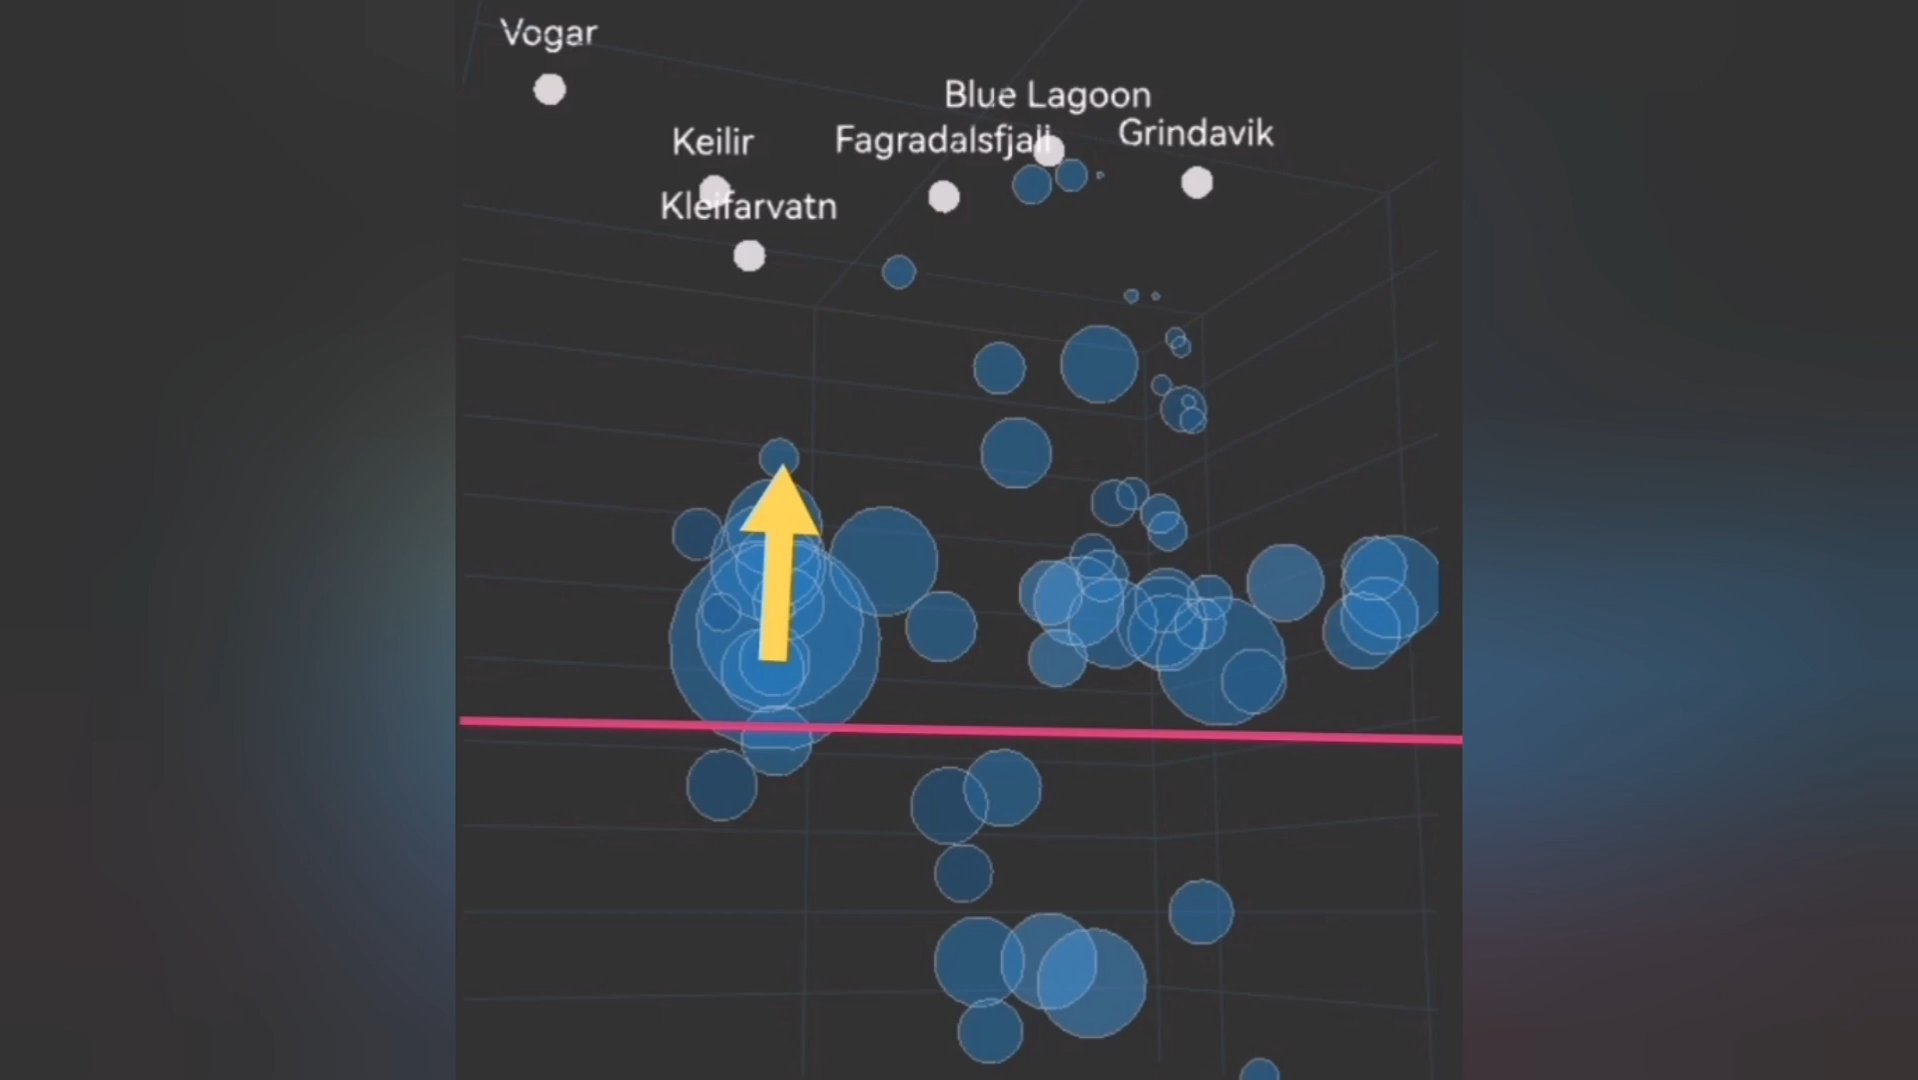 Vogar
Blue Lagoon
Keilir
Fagradalsfjall
Grindavik
Kleifarvatn